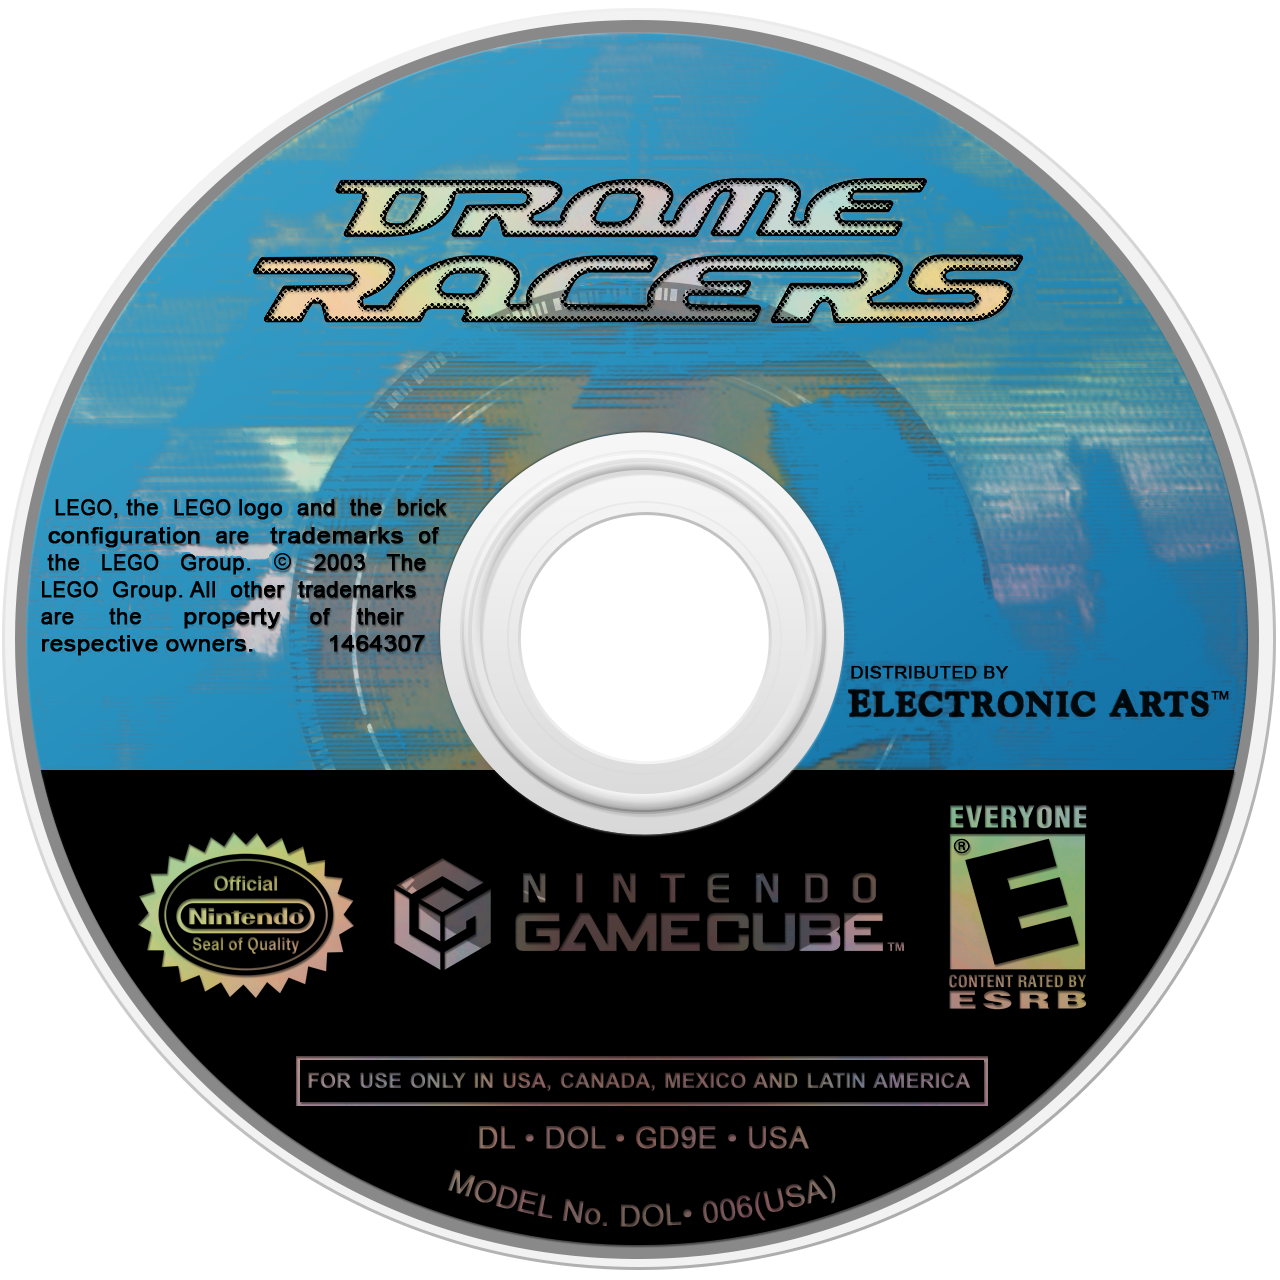 DROME
RACERS
LEGO, the LEGO logo and the brick
configuration are trademarks of
the LEGO Group. © 2003 The
LEGO Group. All other trademarks
are the property of their
respective owners. 1464307
DISTRIBUTED BY
ELECTRONIC ARTS™
Official
Nintendo®
Seal of Quality
NINTENDO
GAMECUBE™
EVERYONE
®
E
CONTENT RATED BY
ESRB
FOR USE ONLY IN USA, CANADA, MEXICO AND LATIN AMERICA
DL • DOL • GD9E • USA
MODEL No. DOL• 006(USA)